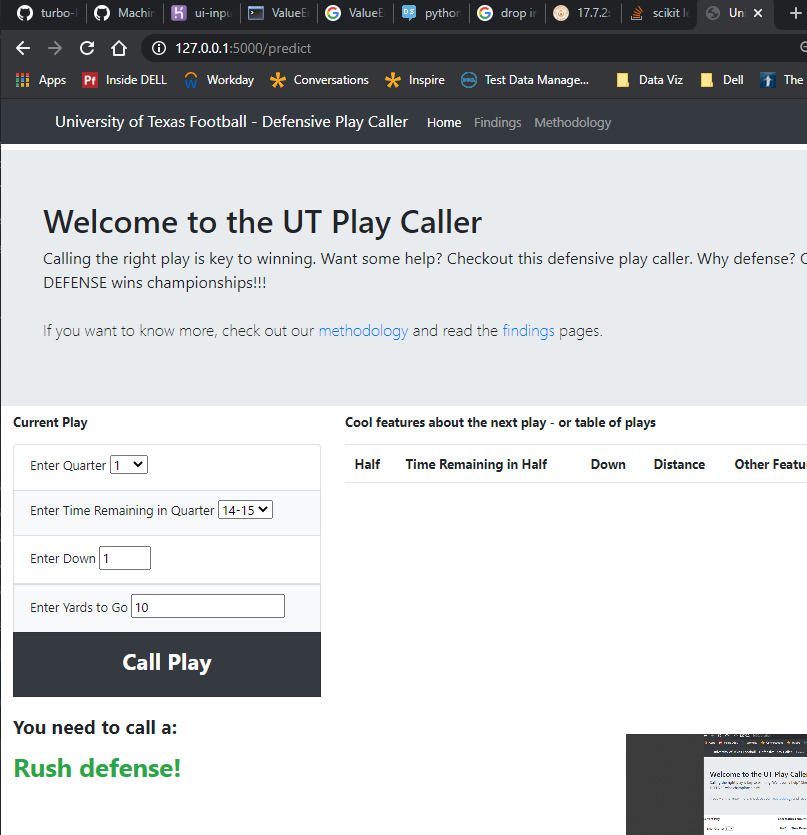 turbo-
Machin
ui-inpu
ValueE
ValueE
python
drop in
17.7.2:
scikit le
Uni
127.0.0.1:5000/predict
Apps
Inside DELL
Workday
Conversations
Inspire
Test Data Manage...
Data Viz
Dell
The
University of Texas Football - Defensive Play Caller Home Findings Methodology
Welcome to the UT Play Caller
Calling the right play is key to winning. Want some help? Checkout this defensive play caller. Why defense?
DEFENSE wins championships!!!
If you want to know more, check out our methodology and read the findings pages.
Current Play
Cool features about the next play - or table of plays
Half Time Remaining in Half Down Distance Other Featu
Enter Quarter 1
Enter Time Remaining in Quarter 14-15
Enter Down 1
Enter Yards to Go 10
Call Play
You need to call a:
Rush defense!
Welcome to the UT Play Caller